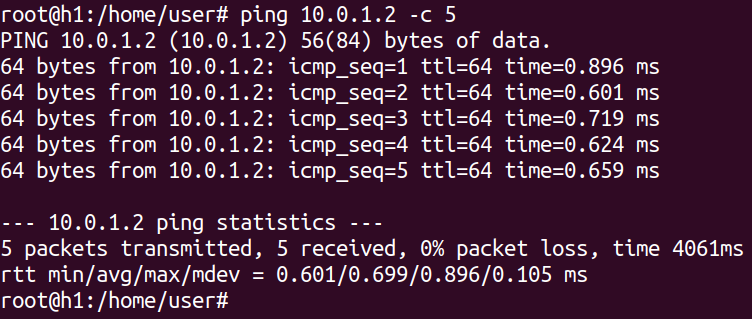 root@h1:/home/user# ping 10.0.1.2 -c 5
PING 10.0.1.2 (10.0.1.2) 56(84) bytes of data.
64 bytes from 10.0.1.2: icmp_seq=1 ttl=64 time=0.896 ms
64 bytes from 10.0.1.2: icmp_seq=2 ttl=64 time=0.601 ms
64 bytes from 10.0.1.2: icmp_seq=3 ttl=64 time=0.719 ms
64 bytes from 10.0.1.2: icmp_seq=4 ttl=64 time=0.624 ms
64 bytes from 10.0.1.2: icmp_seq=5 ttl=64 time=0.659 ms

--- 10.0.1.2 ping statistics ---
5 packets transmitted, 5 received, 0% packet loss, time 4061ms
rtt min/avg/max/mdev = 0.601/0.699/0.896/0.105 ms
root@h1:/home/user#